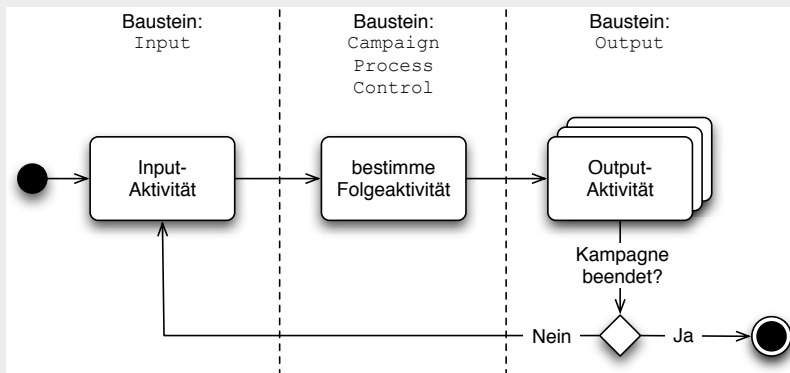 Baustein:
Input
Baustein:
Campaign
Process
Control
Baustein:
Output
Input-
Aktivität
bestimme
Folgeaktivität
Output-
Aktivität
Kampagne
beendet?
Nein
Ja